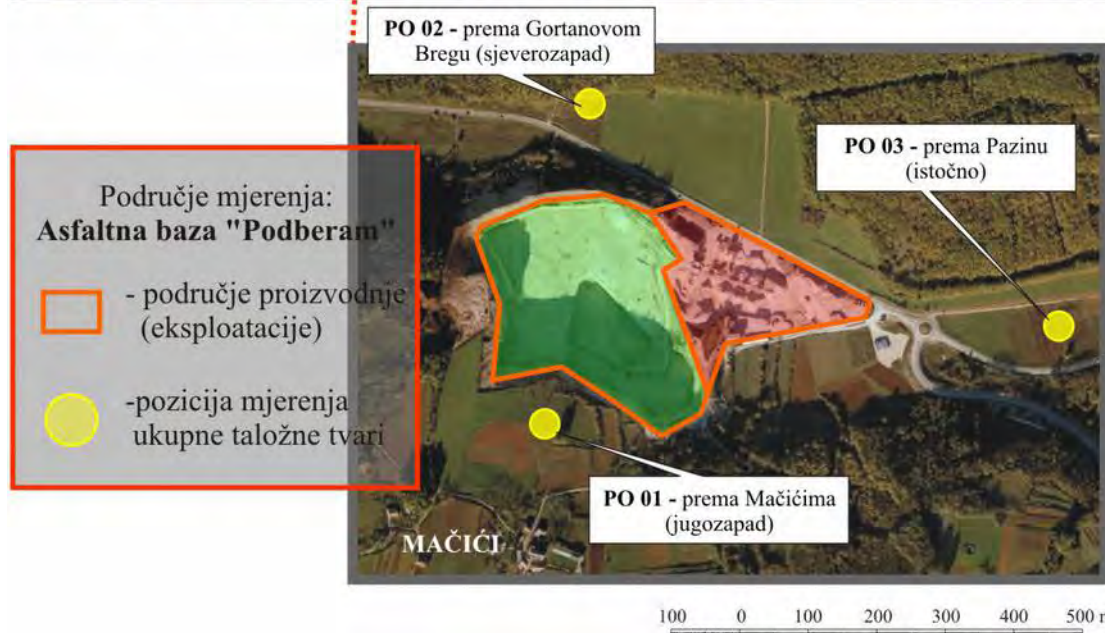 PO 02 - prema Gortanovom
Bregu (sjeverozapad)
PO 03 - prema Pazinu
(istočno)
Područje mjerenja:
Asfaltna baza "Podberam"
- područje proizvodnje
(eksploatacije)
-pozicija mjerenja
ukupne taložne tvari
PO 01 - prema Mačićima
(jugozapad)
MAČIĆI
100 0 100 200 300 400 500 m